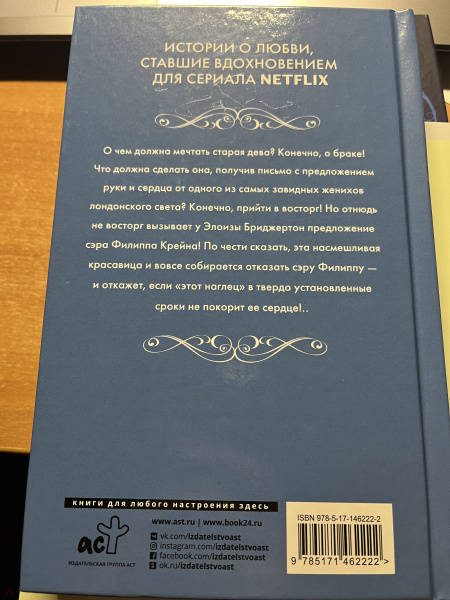 ИСТОРИИ О ЛЮБВИ,
СТАВШИЕ ВДОХНОВЕНИЕМ
ДЛЯ СЕРИАЛА NETFLIX
О чем должна мечтать старая дева? Конечно, о браке!
Что должна сделать она, получив письмо с предложением
руки и сердца от одного из самых завидных женихов
лондонского света? Конечно, прийти в восторг! Но отнюдь
не восторг вызывает у Элоизы Бриджертон предложение
сэра Филиппа Крейна! По чести сказать, эта насмешливая
красавица и вовсе собирается отказать сэру Филиппу —
и откажет, если «этот наглец» в твердо установленные
сроки не покорит ее сердце!..
книги для любого настроения здесь
www.ast.ru | www.book24.ru
vk.com/izdatelstvoast
instagram.com/izdatelstvoast
facebook.com/izdatelstvoast
ok.ru/izdatelstvoast
аст
ИЗДАТЕЛЬСКАЯ ГРУППА АСТ
ISBN 978-5-17-146222-2
9 785171 462222 >